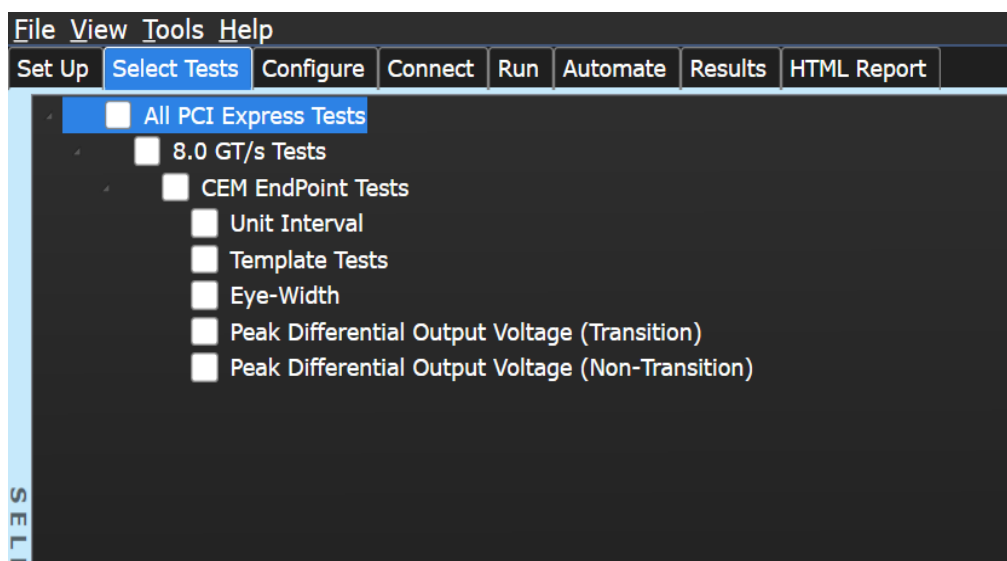 File View Tools Help
Set Up Select Tests Configure Connect Run Automate Results HTML Report
All PCI Express Tests
8.0 GT/s Tests
CEM EndPoint Tests
Unit Interval
Template Tests
Eye-Width
Peak Differential Output Voltage (Transition)
Peak Differential Output Voltage (Non-Transition)